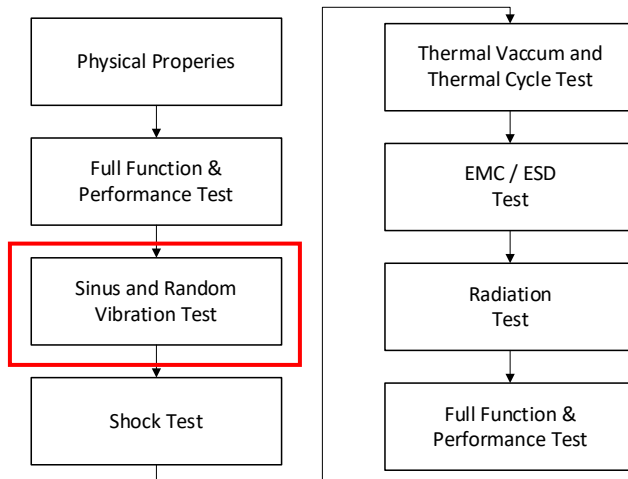 Physical Properies
Full Function &
Performance Test
Sinus and Random
Vibration Test
Shock Test
Thermal Vaccum and
Thermal Cycle Test
EMC / ESD
Test
Radiation
Test
Full Function &
Performance Test